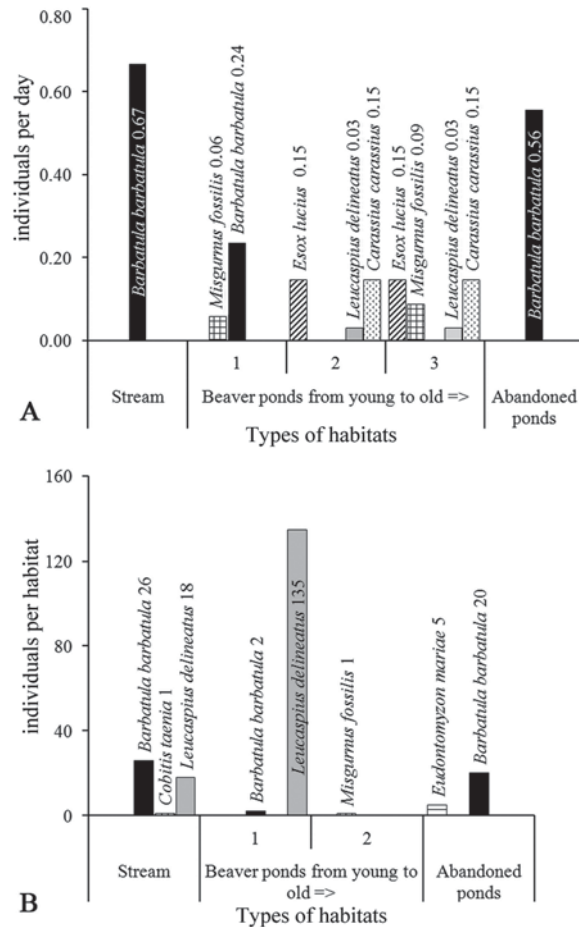 0.80
0.60
0.40
0.20
0.00
individuals per day
Barbatula barbatula 0.67
Misgurnus fossilis 0.06
Barbatula barbatula 0.24
Esox lucius 0.15
Leucaspius delineatus 0.03
Carassius carassius 0.15
Esox lucius 0.15
Misgurnus fossilis 0.09
Leucaspius delineatus 0.03
Carassius carassius 0.15
Barbatula barbatula 0.56
1 2 3
Stream Beaver ponds from young to old => Abandoned
ponds
A
Types of habitats
160
120
80
40
0
individuals per habitat
Barbatula barbatula 26
Cobitis taenia 1
Leucaspius delineatus 18
Barbatula barbatula 2
Leucaspius delineatus 135
Misgurnus fossilis 1
Eudontomyzon mariae 5
Barbatula barbatula 20
1 2
Stream Beaver ponds from young to Abandoned
old => ponds
B
Types of habitats